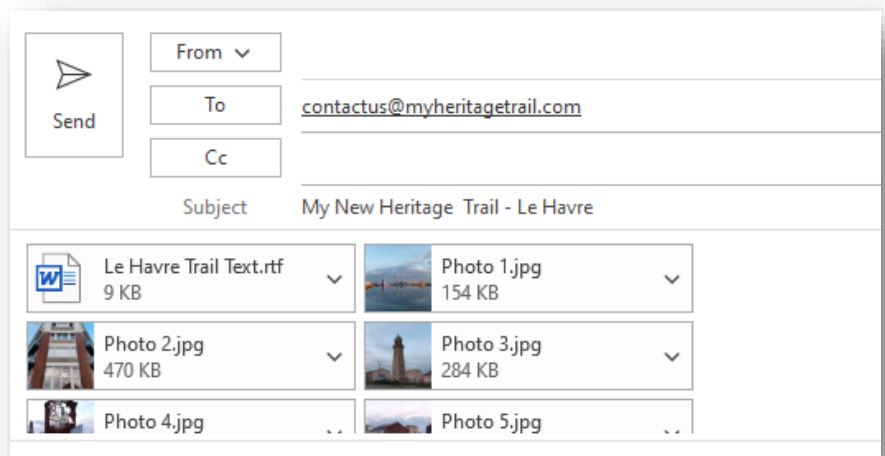 From
To
Send
contactus@myheritagetrail.com
Cc
Subject
My New Heritage  Trail - Le Havre
Le Havre Trail Text.rtf
9 KB
Photo 1.jpg
154 KB
Photo 2.jpg
470 KB
Photo 3.jpg
284 KB
Photo 4.jpg
Photo 5.jpg